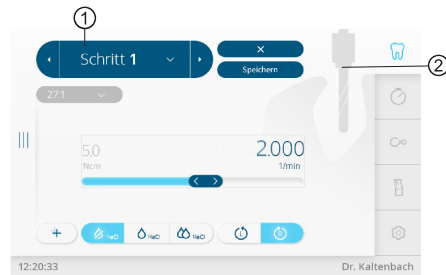 1
Schritt 1
×
Speichern
2
27:1
5,0
Ncm
2.000
1/min
NaCl
NaCl
NaCl
L
R
12:20:33
Dr. Kaltenbach